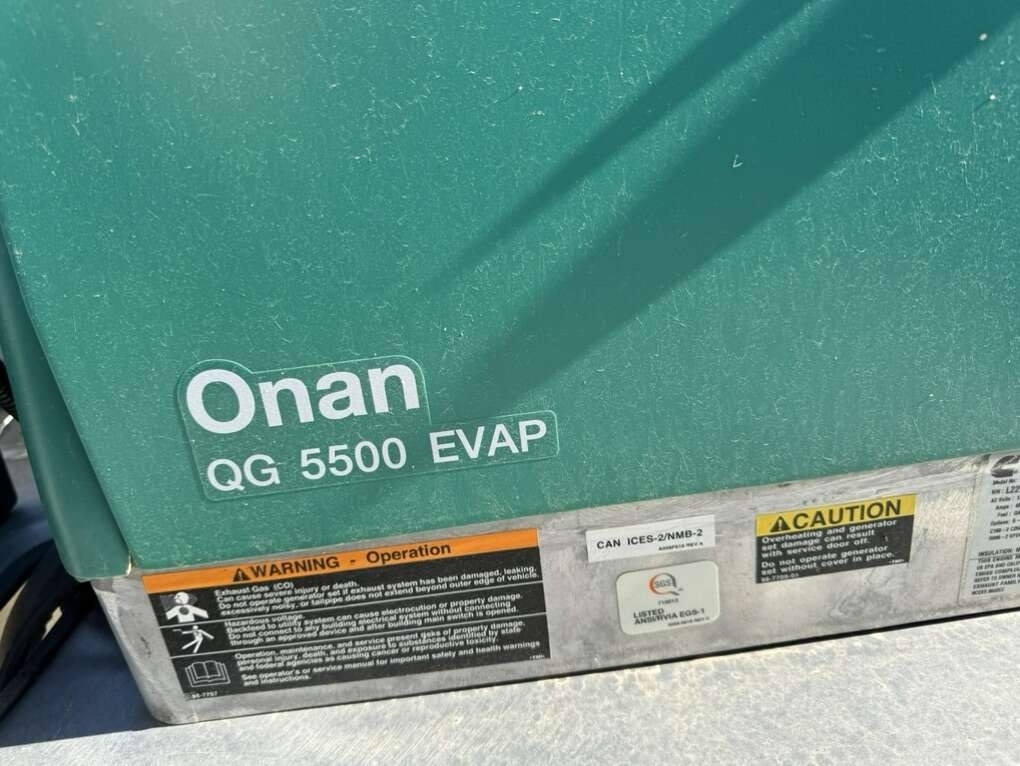 Onan
QG 5500 EVAP
WARNING - Operation
Exhaust Gas (CO)
Can cause severe injury or death.
Do not operate generator set if exhaust system has been damaged, leaking,
excessively noisy, or tailpipe does not extend beyond outer edge of vehicle.
Hazardous voltage.
Backfeed to utility system can cause electrocution or property damage.
Do not connect to any building electrical system without connecting
through an approved device and after building main switch is opened.
Operation, maintenance, and service present risks of property damage,
personal injury, death, and exposure to substances identified by state
and federal agencies as causing cancer or reproductive toxicity.
See operator's or service manual for important safety and health warnings
and instructions.
CAN ICES-2/NMB-2
SGS
LISTED
ANSI/RVIA EGS-1
CAUTION
Overheating and generator
set damage can result
with service door off.
Do not operate generator
set without cover in place.
Model No: